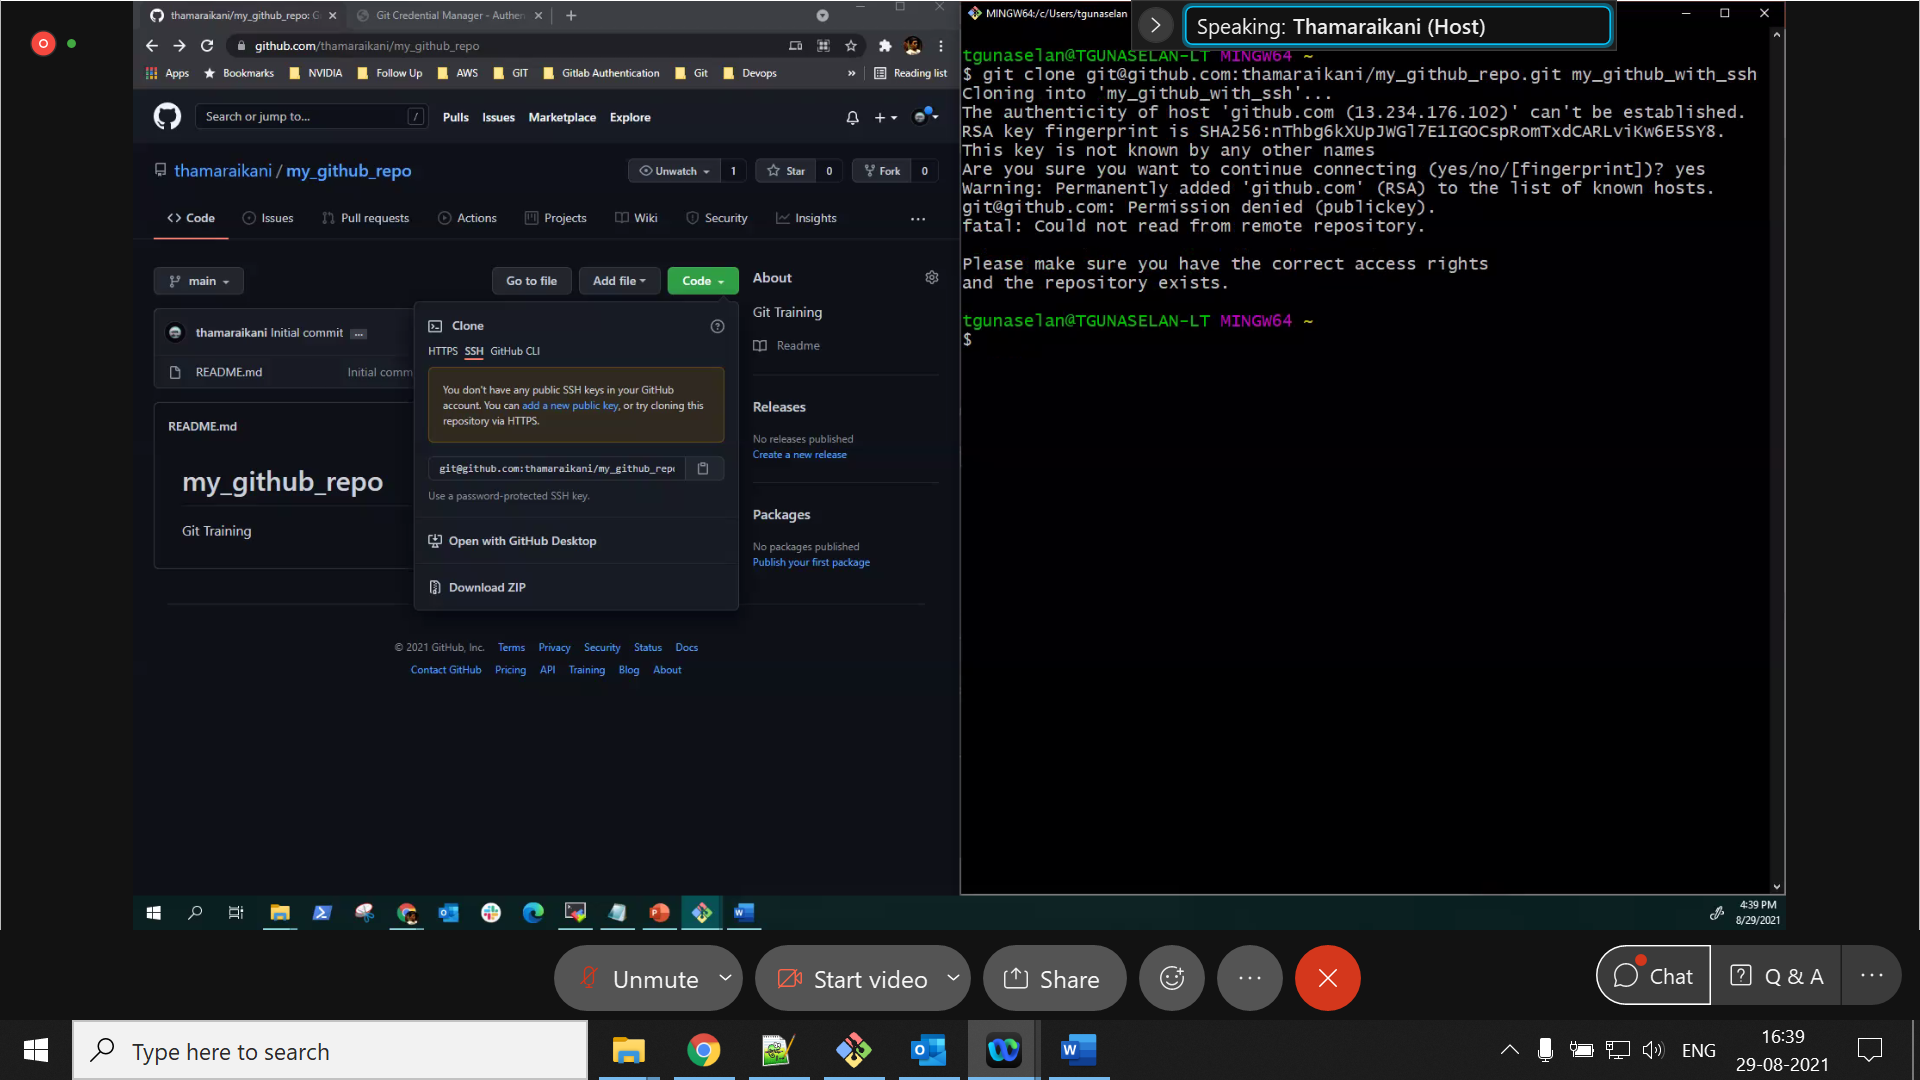 thamaraikani/my_github_repo: G
Git Credential Manager - Authen
MINGW64:/c/Users/tgunaselan
Speaking: Thamaraikani (Host)
github.com/thamaraikani/my_github_repo
Apps
Bookmarks
NVIDIA
Follow Up
AWS
GIT
Gitlab Authentication
Git
Devops
»
Reading list
Search or jump to...
/
Pulls
Issues
Marketplace
Explore
thamaraikani / my_github_repo
Unwatch
1
Star
0
Fork
0
Code
Issues
Pull requests
Actions
Projects
Wiki
Security
Insights
main
Go to file
Add file
Code
thamaraikani Initial commit ...
README.md
Initial comm
README.md
my_github_repo
Git Training
Clone
HTTPS SSH GitHub CLI
You don't have any public SSH keys in your GitHub
account. You can add a new public key, or try cloning this
repository via HTTPS.
git@github.com:thamaraikani/my_github_repo
Use a password-protected SSH key.
Open with GitHub Desktop
Download ZIP
About
Git Training
Readme
Releases
No releases published
Create a new release
Packages
No packages published
Publish your first package
© 2021 GitHub, Inc.
Terms
Privacy
Security
Status
Docs
Contact GitHub
Pricing
API
Training
Blog
About
tgunaselan@TGUNASELAN-LT MINGW64 ~
$ git clone git@github.com:thamaraikani/my_github_repo.git my_github_with_ssh
Cloning into 'my_github_with_ssh'...
The authenticity of host 'github.com (13.234.176.102)' can't be established.
RSA key fingerprint is SHA256:nThbg6kXUpJWGl7E1IGOCspRomTxdCARLviKw6E5SY8.
This key is not known by any other names
Are you sure you want to continue connecting (yes/no/[fingerprint])? yes
Warning: Permanently added 'github.com' (RSA) to the list of known hosts.
git@github.com: Permission denied (publickey).
fatal: Could not read from remote repository.
Please make sure you have the correct access rights
and the repository exists.
tgunaselan@TGUNASELAN-LT MINGW64 ~
$
4:39 PM
8/29/2021
Unmute
Start video
Share
Chat
Q & A
Type here to search
ENG
16:39
29-08-2021